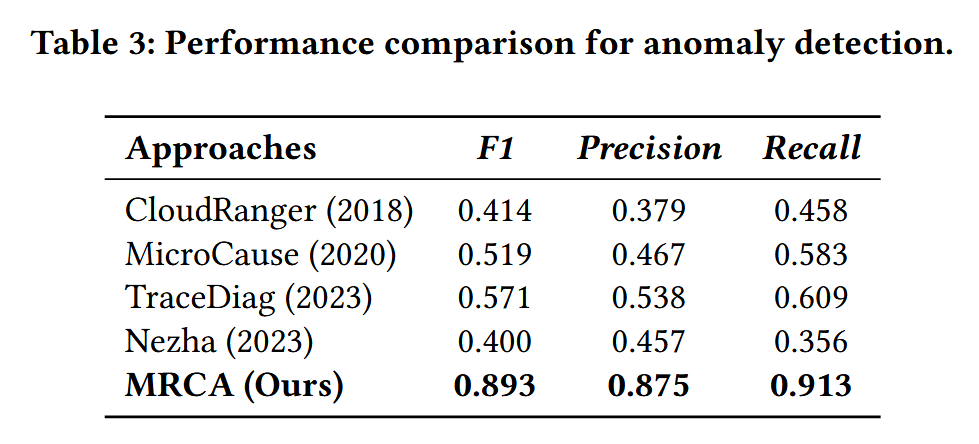 Table 3: Performance comparison for anomaly detection.
Approaches F1 Precision Recall
CloudRanger (2018) 0.414 0.379 0.458
MicroCause (2020) 0.519 0.467 0.583
TraceDiag (2023) 0.571 0.538 0.609
Nezha (2023) 0.400 0.457 0.356
MRCA (Ours) 0.893 0.875 0.913